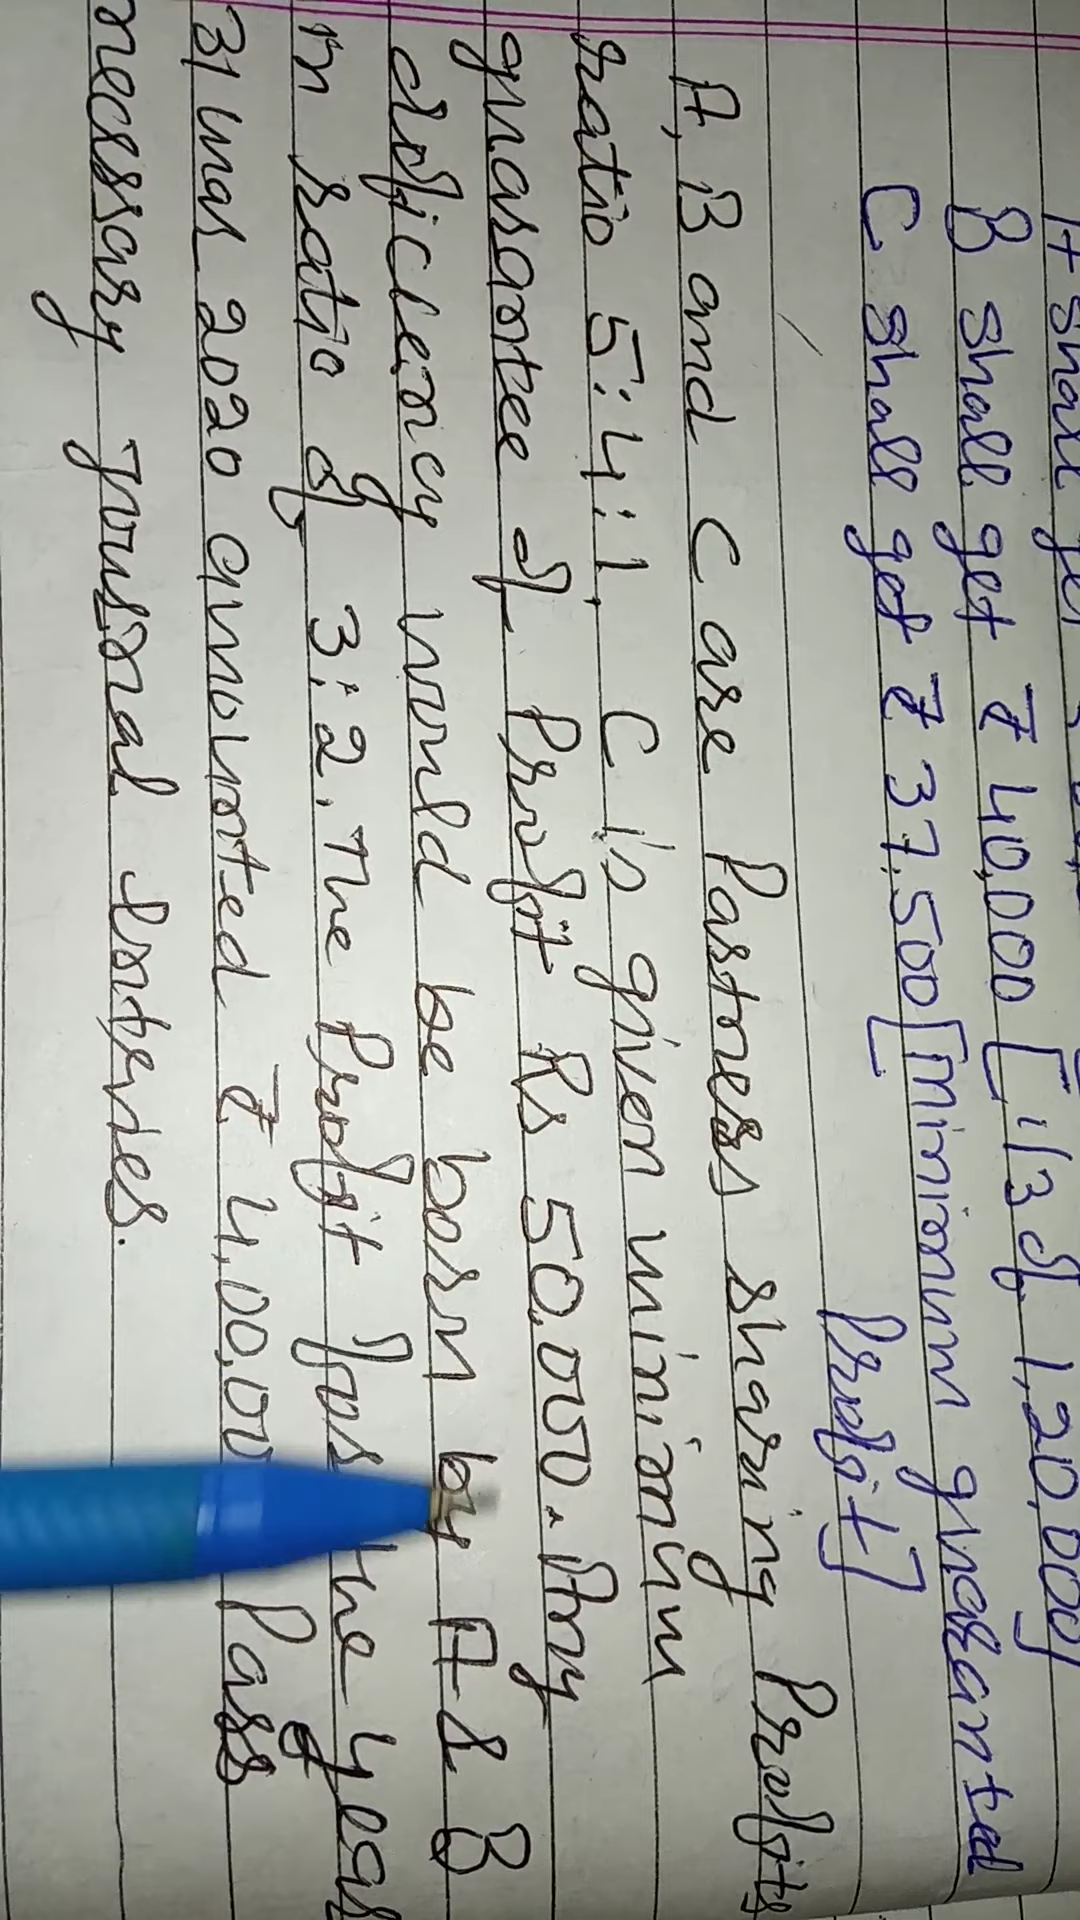 A share get
B shall get ₹ 40,000 [1/3 of 1,20,000]
C shall get ₹ 37,500 [Minimum guaranted
Profit]
A, B and C are Partners sharing Profits
ratio 5:4:1. C is given minimum
guarantee of Profit Rs 50,000. Any
deficiency would be born by A & B
in ratio of 3:2. The Profit for the year
31 mar 2020 amounted ₹ 4,00,00 Pass
necessary Journal entries.